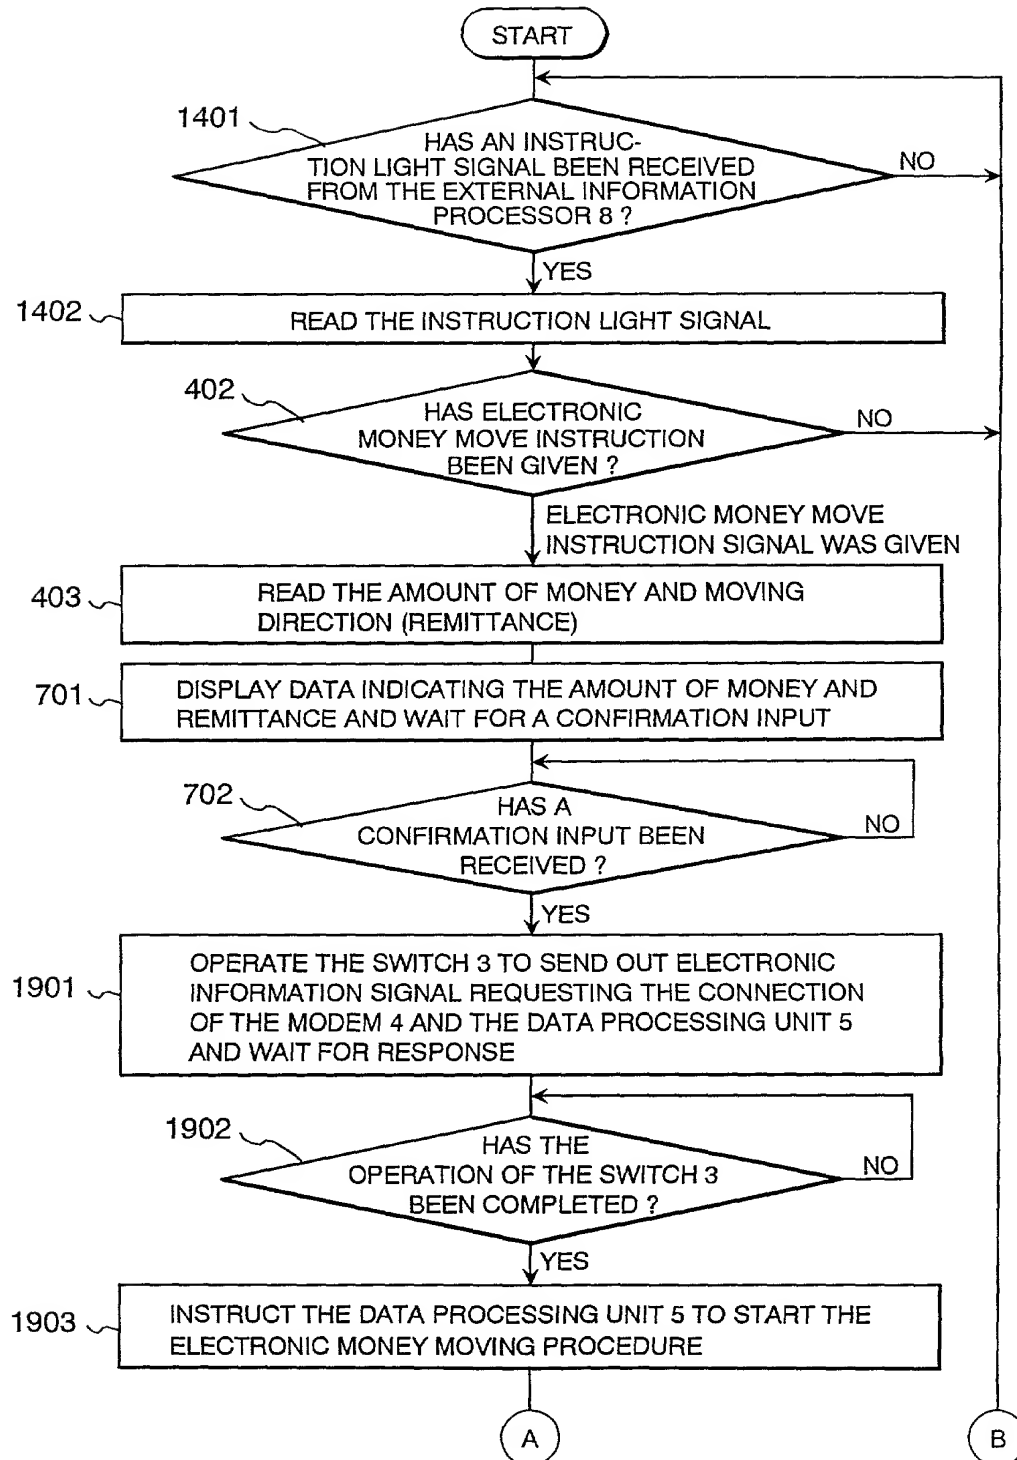 START
1401
HAS AN INSTRUC-
TION LIGHT SIGNAL BEEN RECEIVED
FROM THE EXTERNAL INFORMATION
PROCESSOR 8 ?
NO
YES
1402
READ THE INSTRUCTION LIGHT SIGNAL
402
HAS ELECTRONIC
MONEY MOVE INSTRUCTION
BEEN GIVEN ?
NO
ELECTRONIC MONEY MOVE
INSTRUCTION SIGNAL WAS GIVEN
403
READ THE AMOUNT OF MONEY AND MOVING
DIRECTION (REMITTANCE)
701
DISPLAY DATA INDICATING THE AMOUNT OF MONEY AND
REMITTANCE AND WAIT FOR A CONFIRMATION INPUT
702
HAS A
CONFIRMATION INPUT BEEN
RECEIVED ?
NO
YES
1901
OPERATE THE SWITCH 3 TO SEND OUT ELECTRONIC
INFORMATION SIGNAL REQUESTING THE CONNECTION
OF THE MODEM 4 AND THE DATA PROCESSING UNIT 5
AND WAIT FOR RESPONSE
1902
HAS THE
OPERATION OF THE SWITCH 3
BEEN COMPLETED ?
NO
YES
1903
INSTRUCT THE DATA PROCESSING UNIT 5 TO START THE
ELECTRONIC MONEY MOVING PROCEDURE
A
B